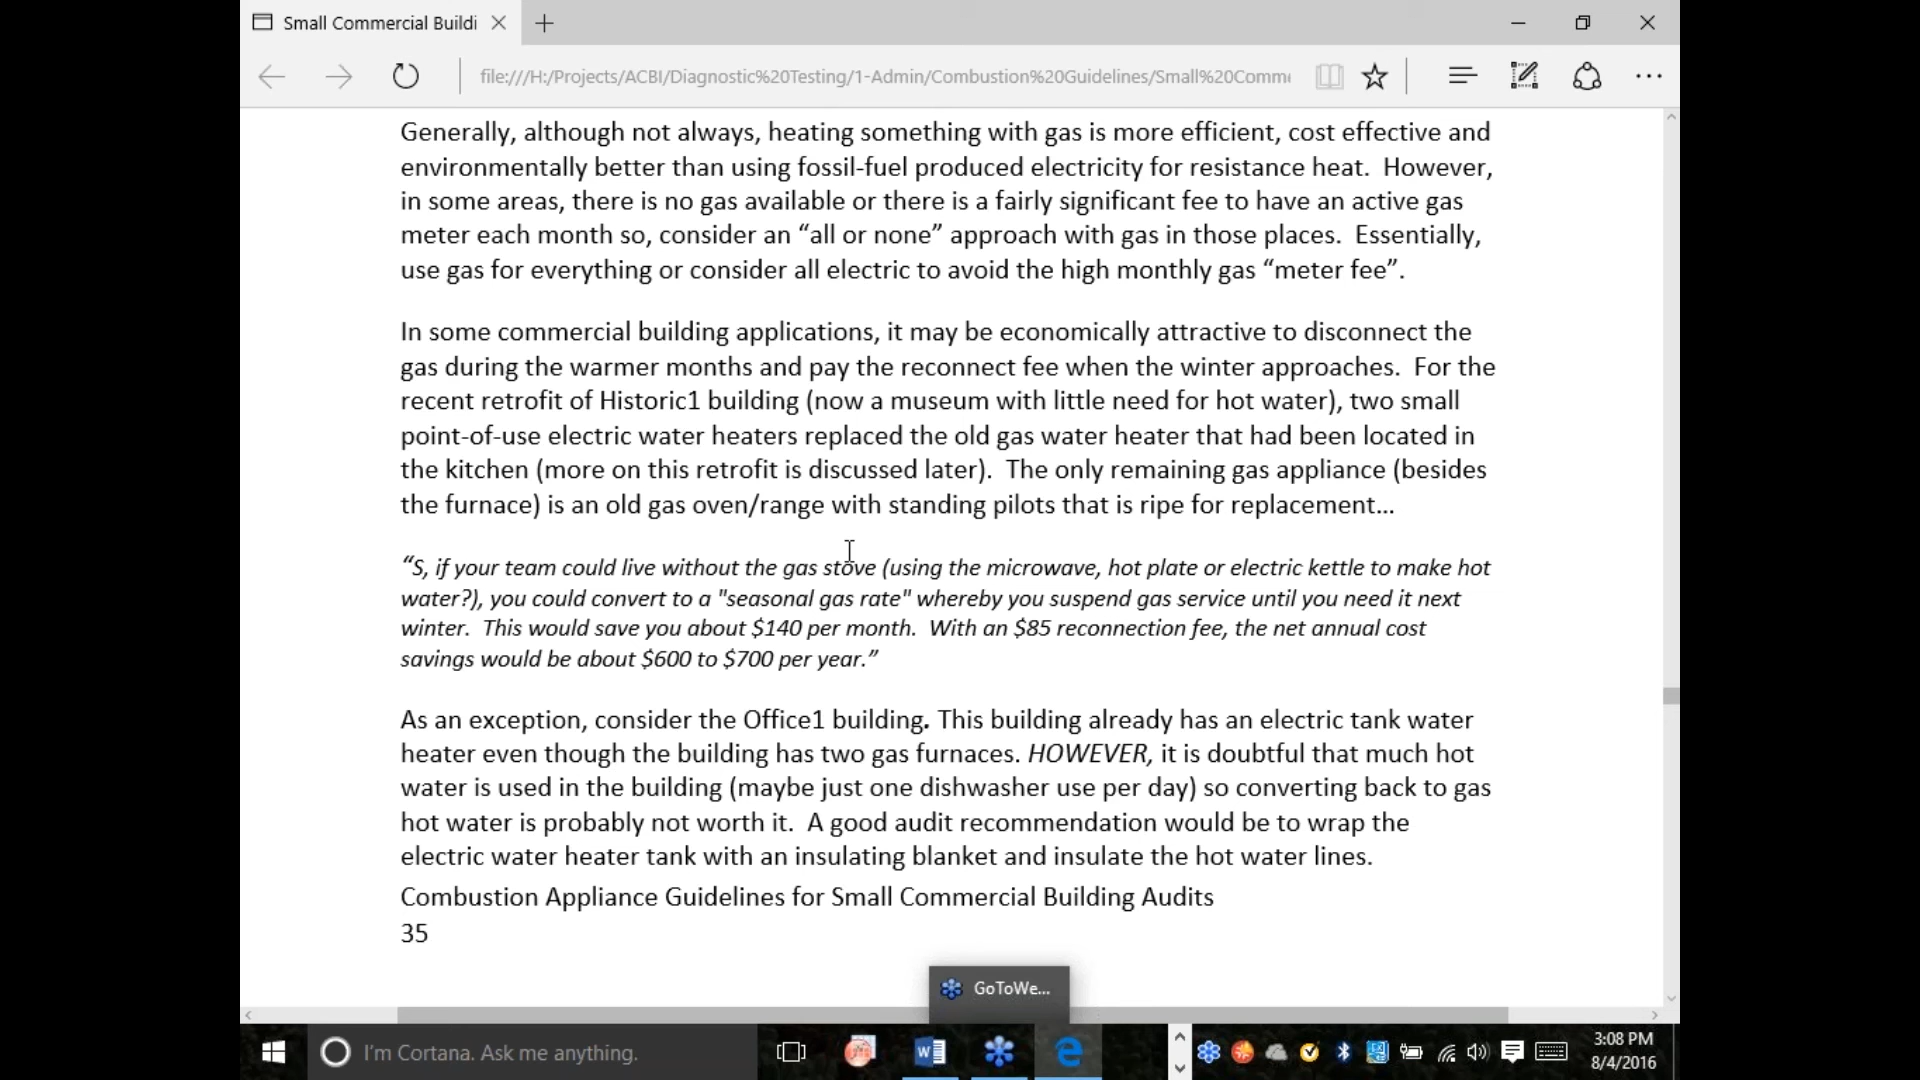 Small Commercial Buildi
file:///H:/Projects/ACBI/Diagnostic%20Testing/1-Admin/Combustion%20Guidelines/Small%20Comme
Generally, although not always, heating something with gas is more efficient, cost effective and
environmentally better than using fossil-fuel produced electricity for resistance heat.  However,
in some areas, there is no gas available or there is a fairly significant fee to have an active gas
meter each month so, consider an “all or none” approach with gas in those places.  Essentially,
use gas for everything or consider all electric to avoid the high monthly gas “meter fee”.
In some commercial building applications, it may be economically attractive to disconnect the
gas during the warmer months and pay the reconnect fee when the winter approaches.  For the
recent retrofit of Historic1 building (now a museum with little need for hot water), two small
point-of-use electric water heaters replaced the old gas water heater that had been located in
the kitchen (more on this retrofit is discussed later).  The only remaining gas appliance (besides
the furnace) is an old gas oven/range with standing pilots that is ripe for replacement…
“S, if your team could live without the gas stove (using the microwave, hot plate or electric kettle to make hot
water?), you could convert to a "seasonal gas rate" whereby you suspend gas service until you need it next
winter.  This would save you about $140 per month.  With an $85 reconnection fee, the net annual cost
savings would be about $600 to $700 per year.”
As an exception, consider the Office1 building. This building already has an electric tank water
heater even though the building has two gas furnaces. HOWEVER, it is doubtful that much hot
water is used in the building (maybe just one dishwasher use per day) so converting back to gas
hot water is probably not worth it.  A good audit recommendation would be to wrap the
electric water heater tank with an insulating blanket and insulate the hot water lines.
Combustion Appliance Guidelines for Small Commercial Building Audits
35
GoToWe...
I'm Cortana. Ask me anything.
3:08 PM
8/4/2016